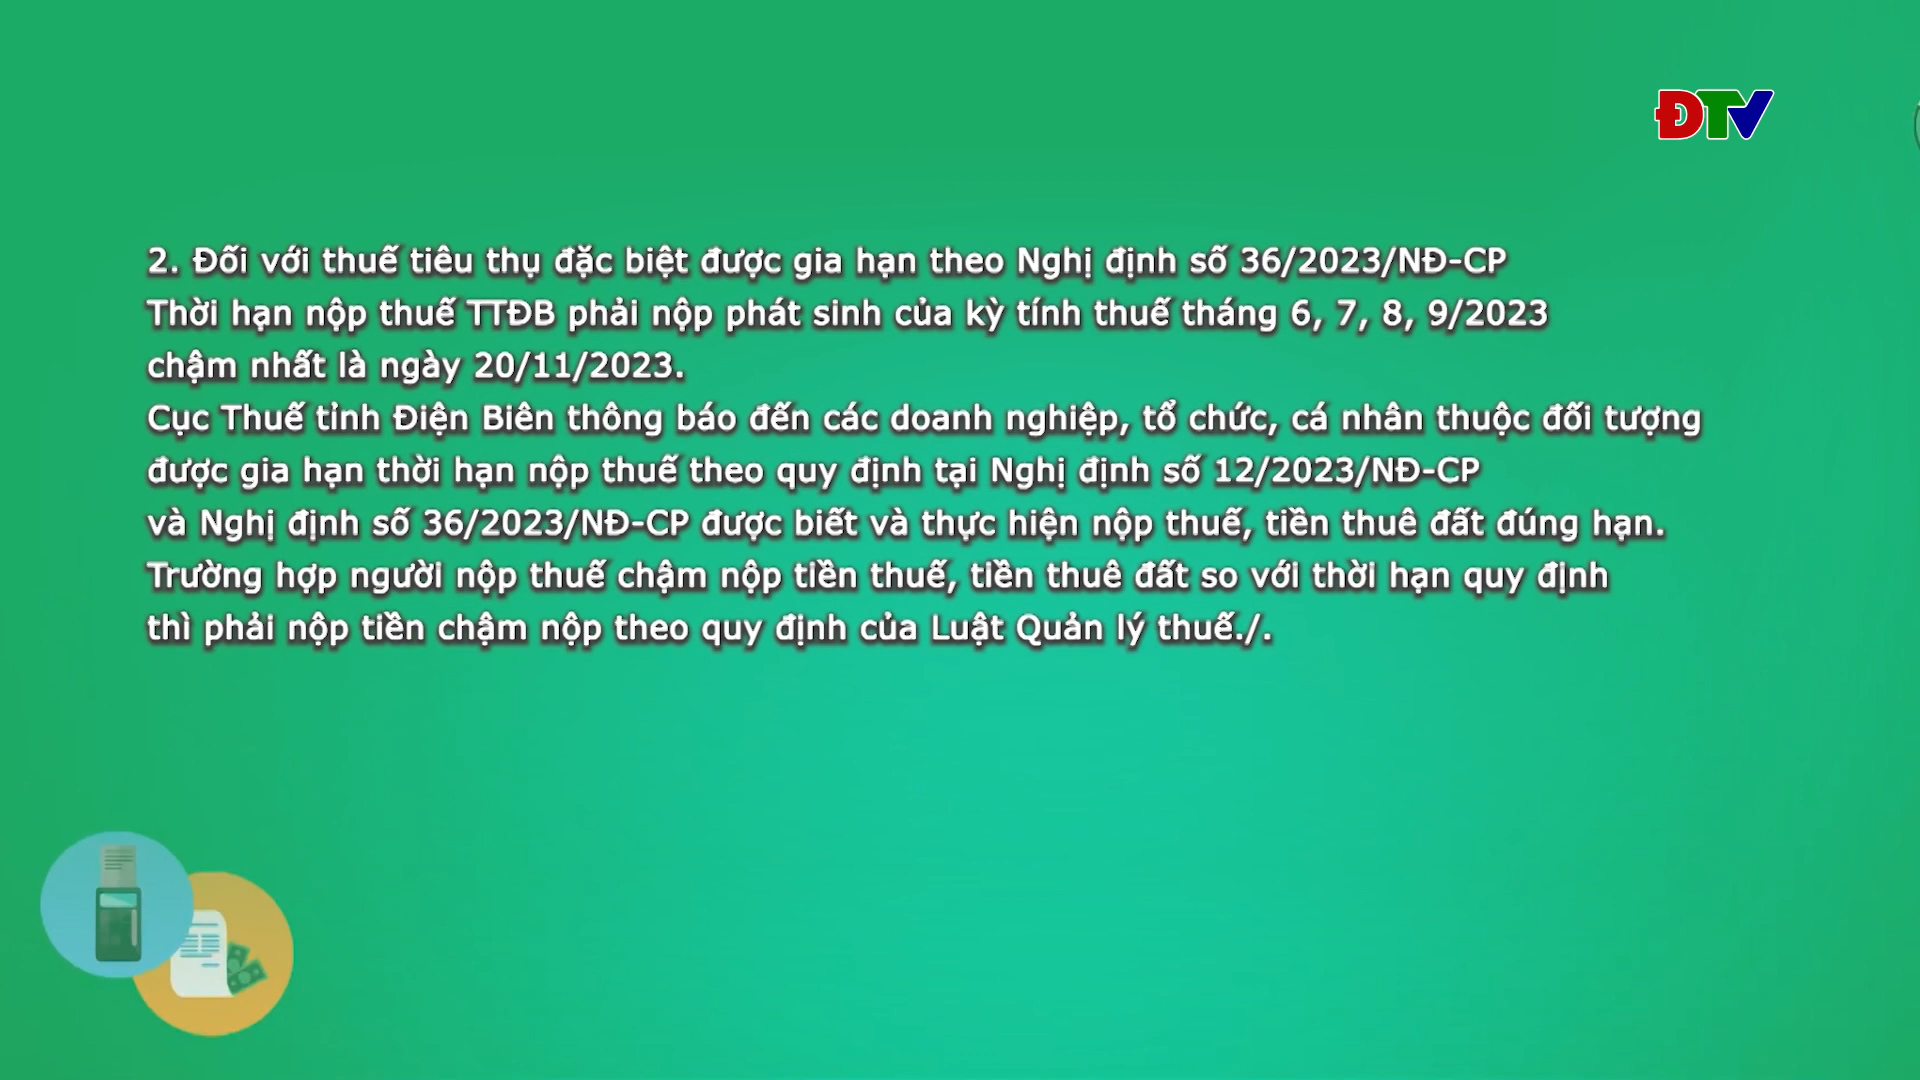 ĐTV
2. Đối với thuế tiêu thụ đặc biệt được gia hạn theo Nghị định số 36/2023/NĐ-CP
Thời hạn nộp thuế TTĐB phải nộp phát sinh của kỳ tính thuế tháng 6, 7, 8, 9/2023
chậm nhất là ngày 20/11/2023.
Cục Thuế tỉnh Điện Biên thông báo đến các doanh nghiệp, tổ chức, cá nhân thuộc đối tượng
được gia hạn thời hạn nộp thuế theo quy định tại Nghị định số 12/2023/NĐ-CP
và Nghị định số 36/2023/NĐ-CP được biết và thực hiện nộp thuế, tiền thuê đất đúng hạn.
Trường hợp người nộp thuế chậm nộp tiền thuế, tiền thuê đất so với thời hạn quy định
thì phải nộp tiền chậm nộp theo quy định của Luật Quản lý thuế./.